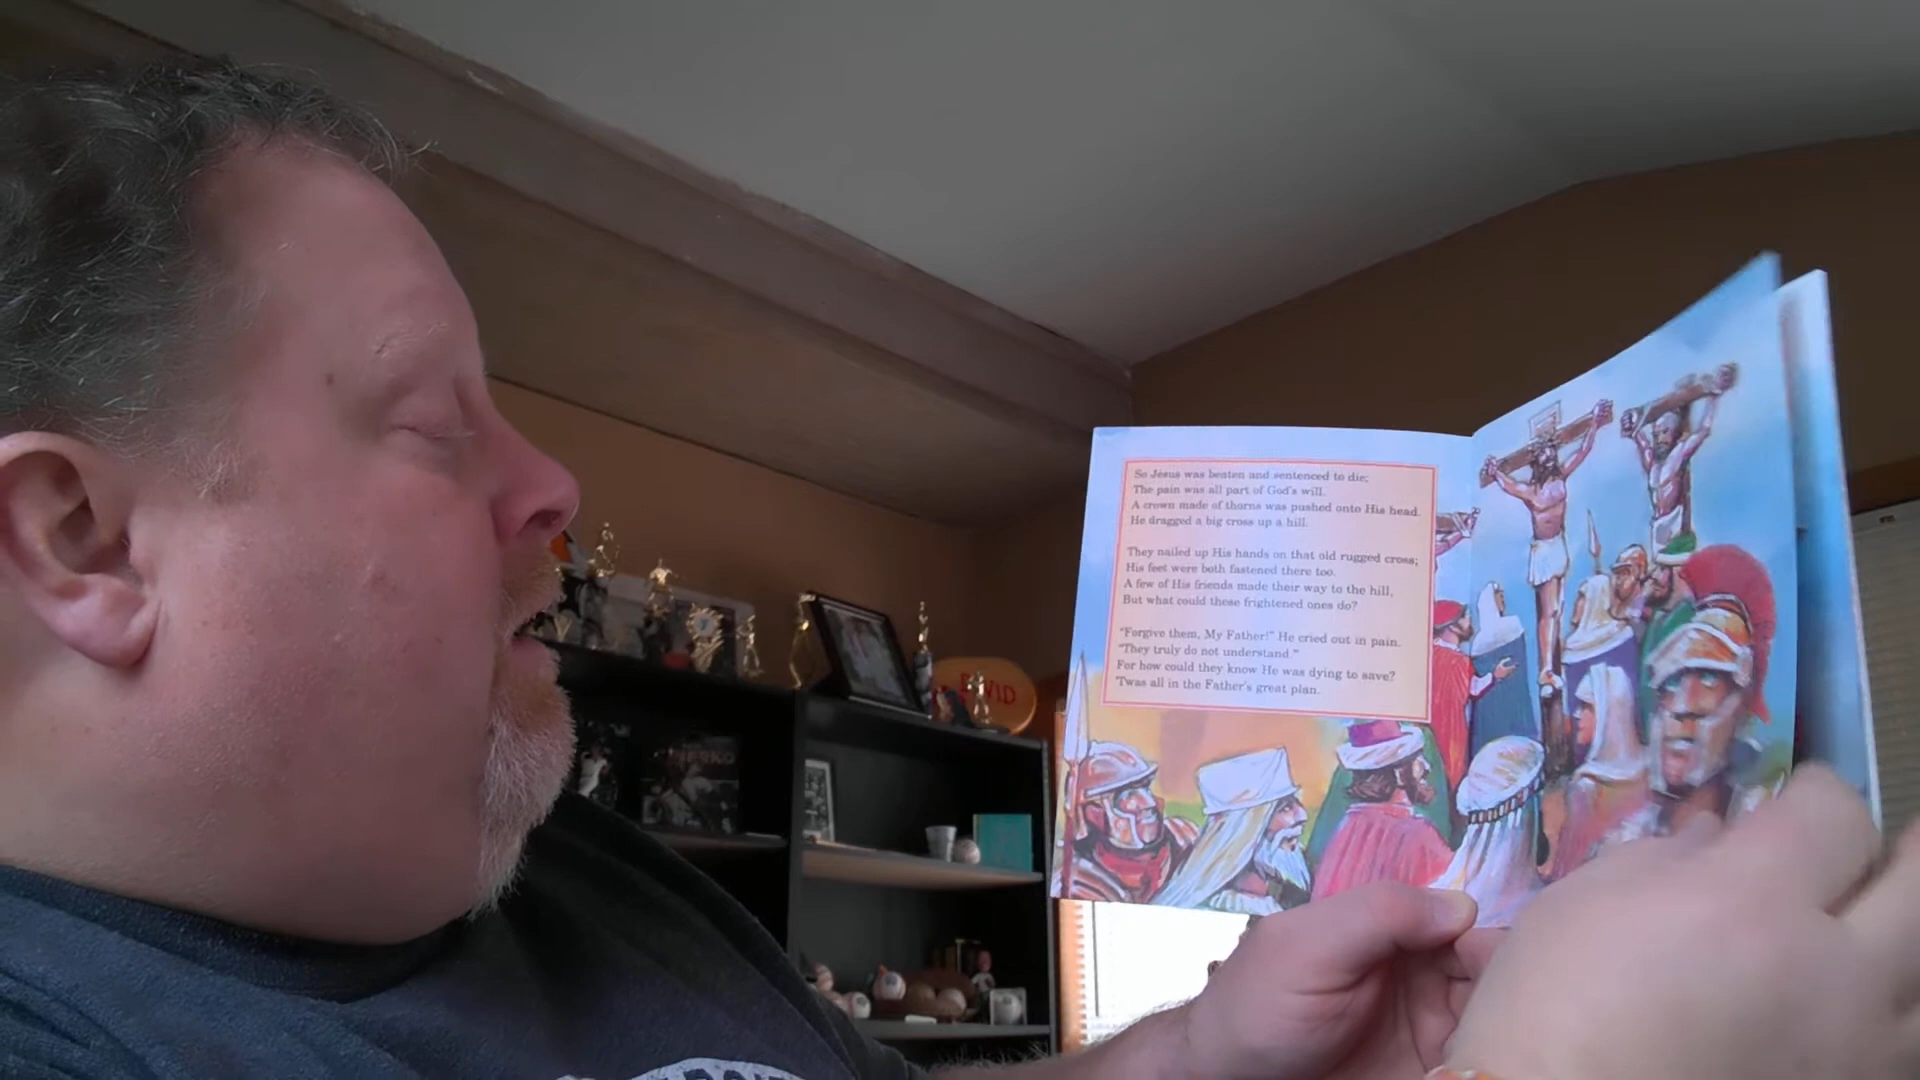 So Jesus was beaten and sentenced to die;
The pain was all part of God's will.
A crown made of thorns was pushed onto His head.
He dragged a big cross up a hill.
They nailed up His hands on that old rugged cross;
His feet were both fastened there too.
A few of His friends made their way to the hill,
But what could these frightened ones do?
"Forgive them, My Father!" He cried out in pain.
"They truly do not understand."
For how could they know He was dying to save?
'Twas all in the Father's great plan.